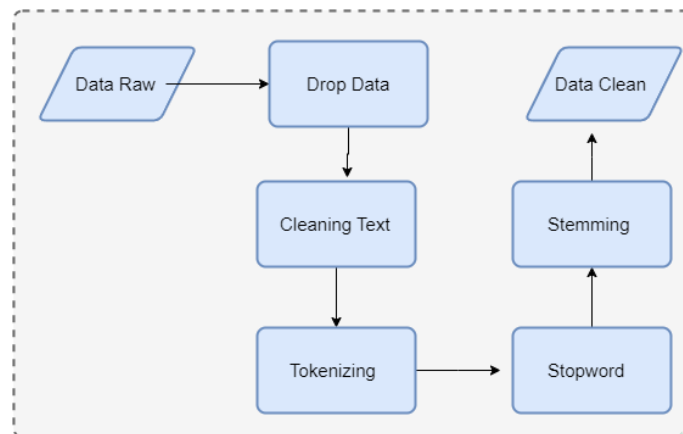 Data Raw
Drop Data
Cleaning Text
Tokenizing
Stopword
Stemming
Data Clean